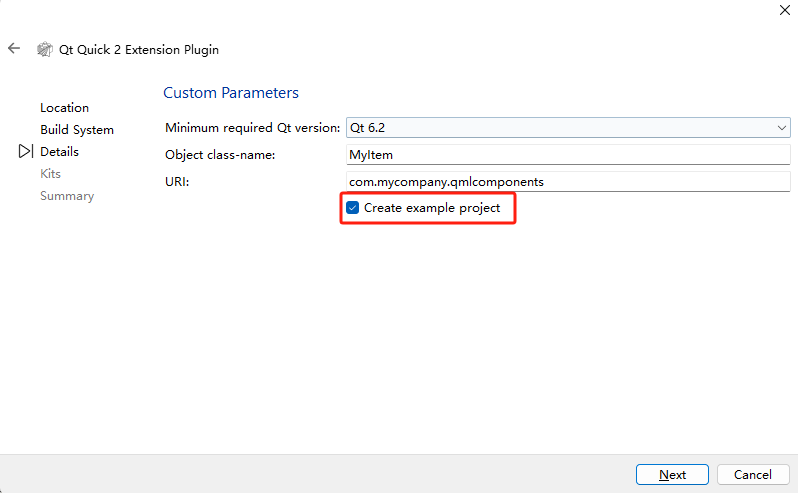 Qt Quick 2 Extension Plugin
Location
Build System
Details
Kits
Summary
Custom Parameters
Minimum required Qt version: Qt 6.2
Object class-name: MyItem
URI: com.mycompany.qmlcomponents
Create example project
Next
Cancel